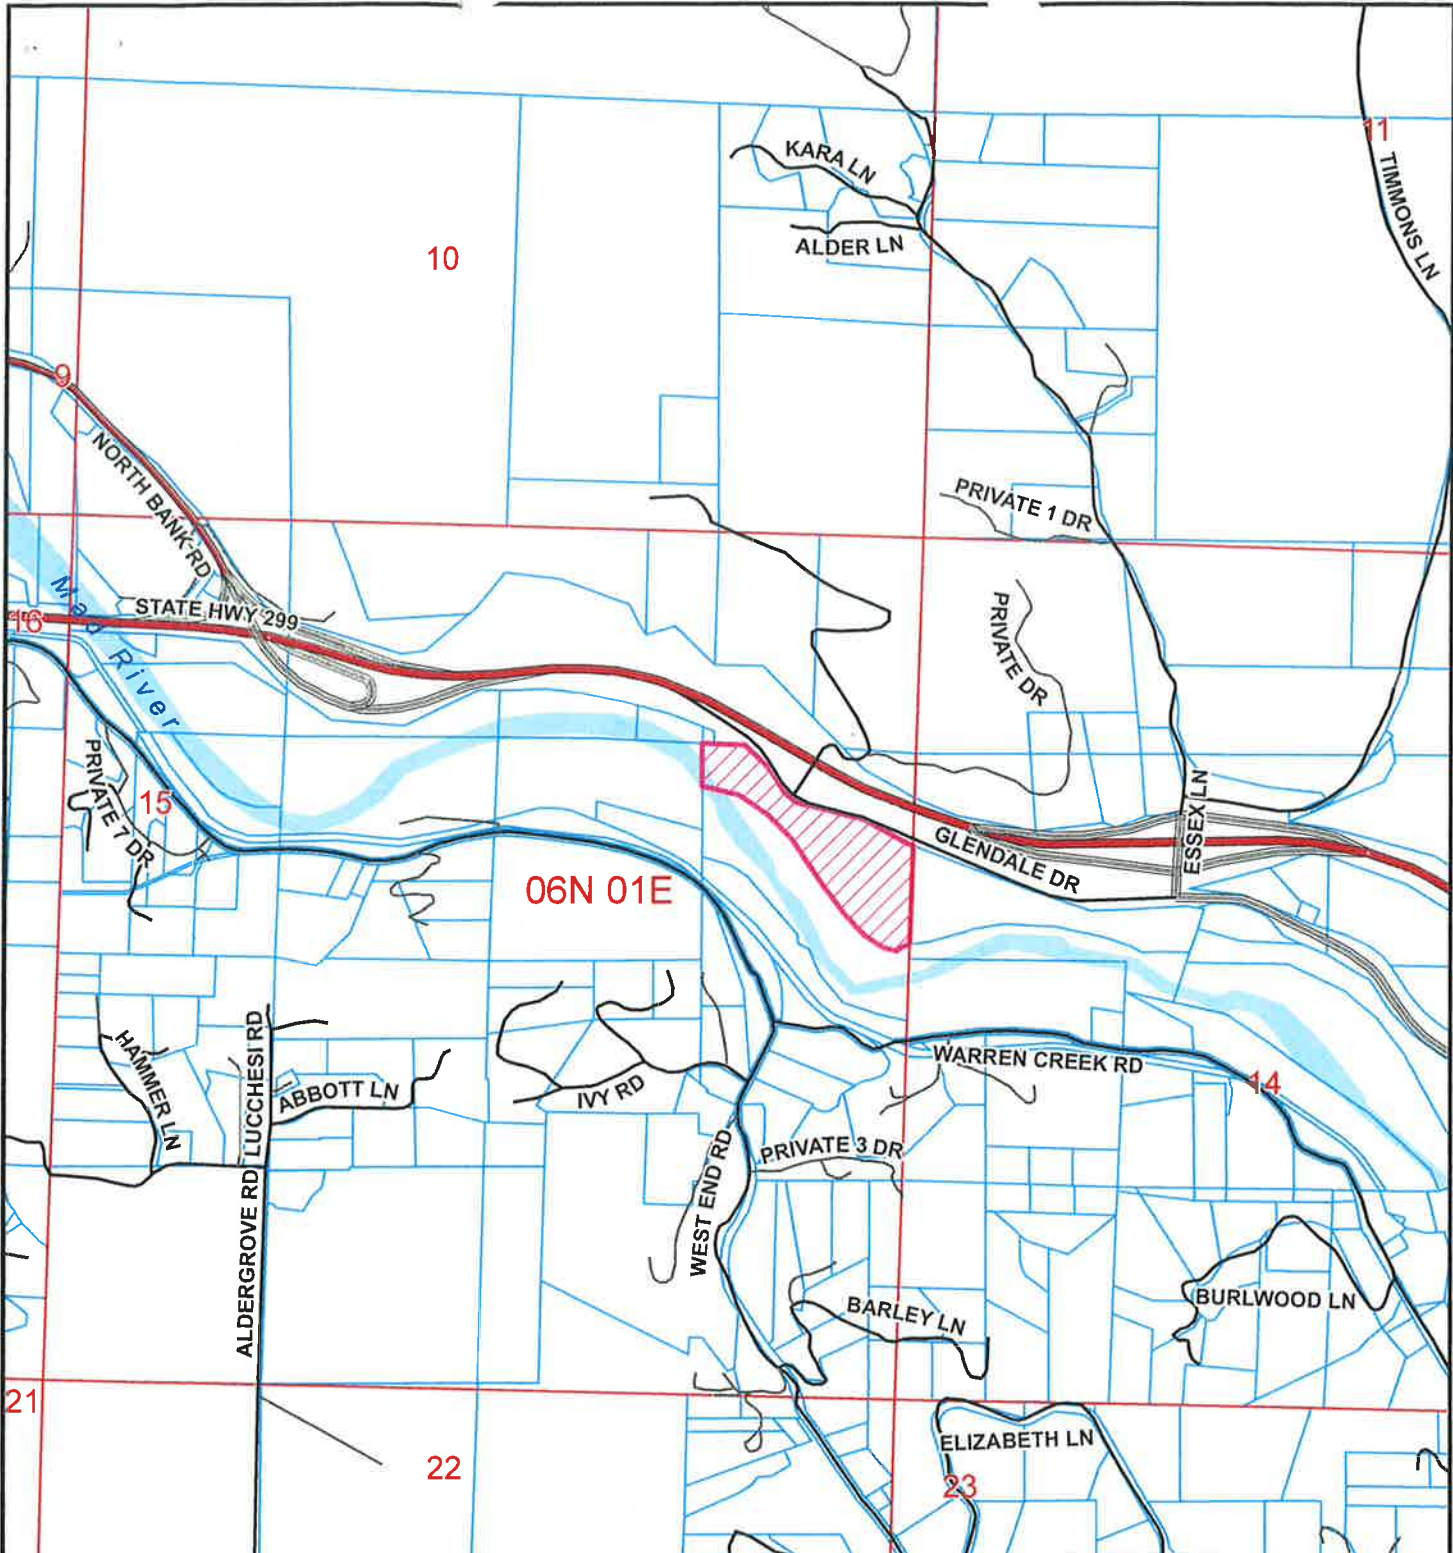 11
KARA LN
TIMMONS LN
ALDER LN
10
9
NORTH BANK RD
PRIVATE 1 DR
STATE HWY 299
16
Mad River
PRIVATE DR
PRIVATE 7 DR
15
ESSEX LN
GLENDALE DR
06N 01E
HAMMER LN
LUCCHESI RD
ABBOTT LN
IVY RD
WARREN CREEK RD
14
PRIVATE 3 DR
WEST END RD
ALDERGROVE RD
BURLWOOD LN
BARLEY LN
21
22
ELIZABETH LN
23